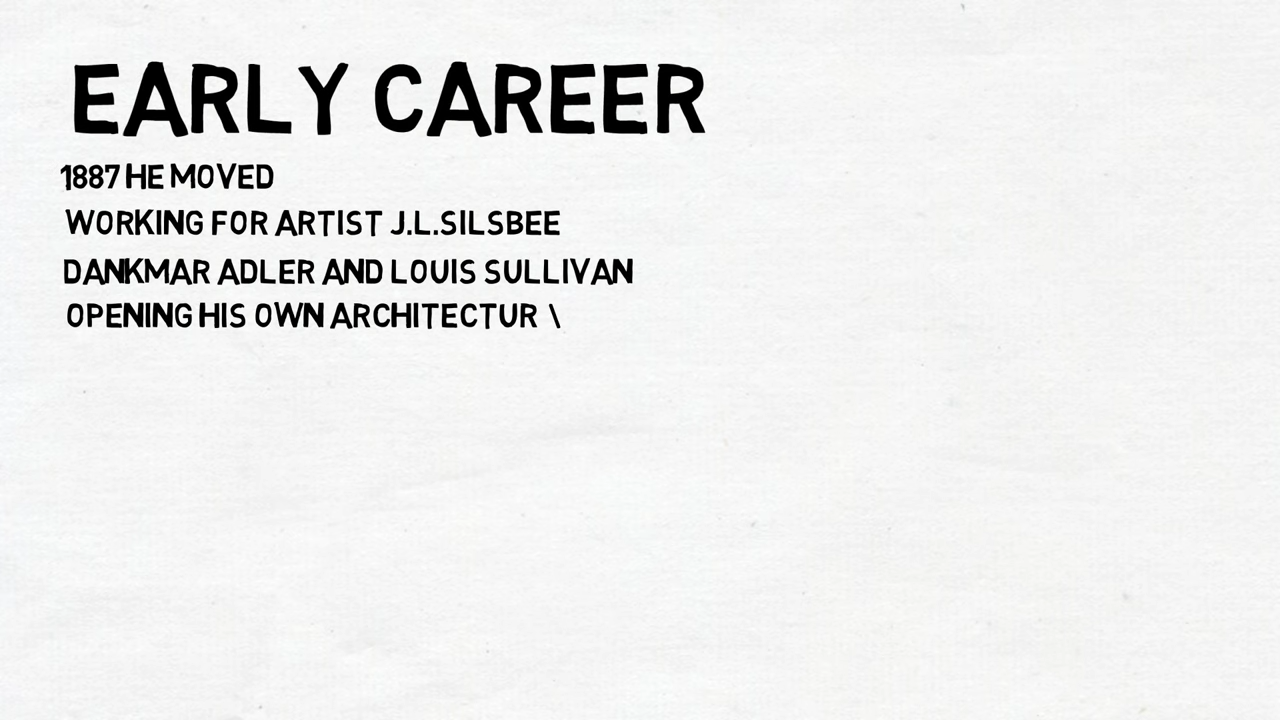 EARLY CAREER
1887 HE MOVED
WORKING FOR ARTIST J.L.SILSBEE
DANKMAR ADLER AND LOUIS SULLIVAN
OPENING HIS OWN ARCHITECTUR \